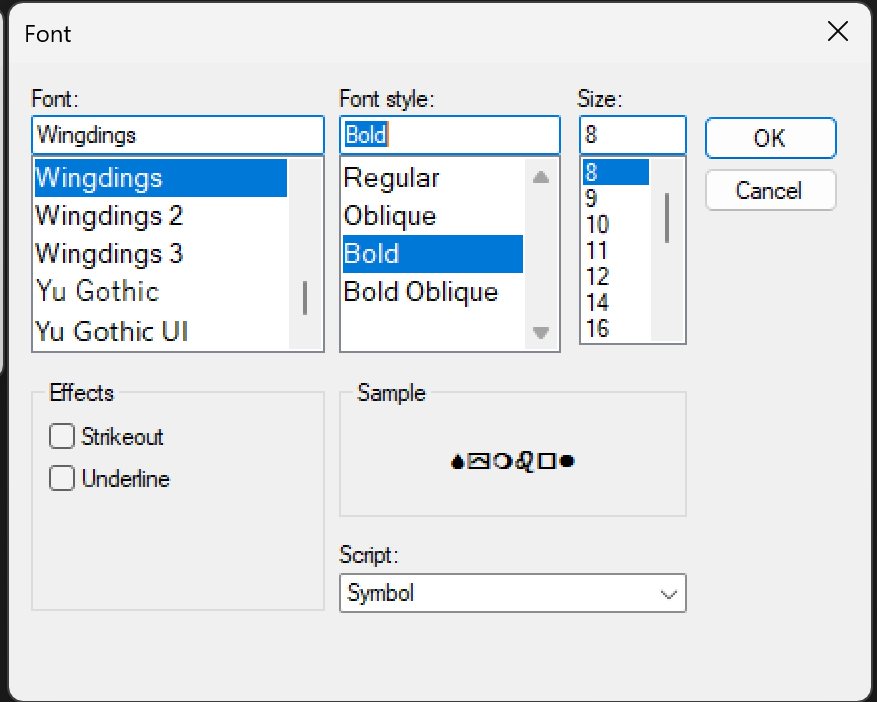 Font
Font:
Wingdings
Wingdings
Wingdings 2
Wingdings 3
Yu Gothic
Yu Gothic UI
Font style:
Bold
Regular
Oblique
Bold
Bold Oblique
Size:
8
8
9
10
11
12
14
16
OK
Cancel
Effects
Strikeout
Underline
Sample
Script:
Symbol